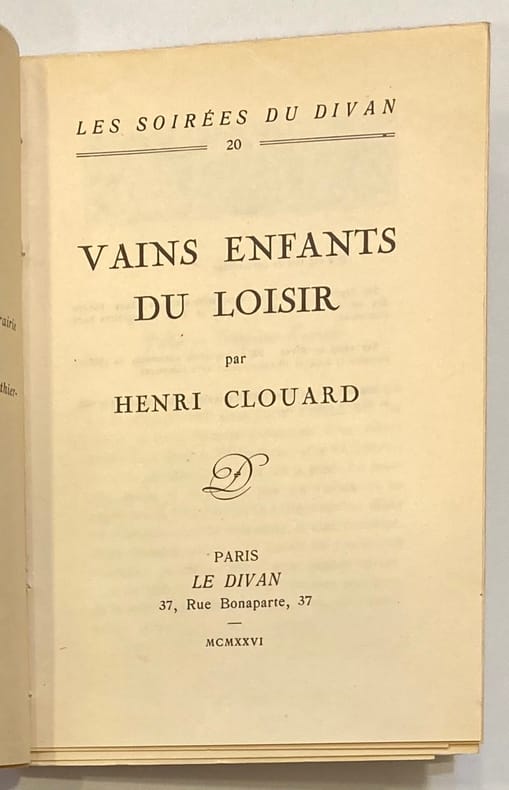 LES SOIRÉES DU DIVAN
20
VAINS ENFANTS
DU LOISIR
par
HENRI CLOUARD
D
PARIS
LE DIVAN
37, Rue Bonaparte, 37
MCMXXVI